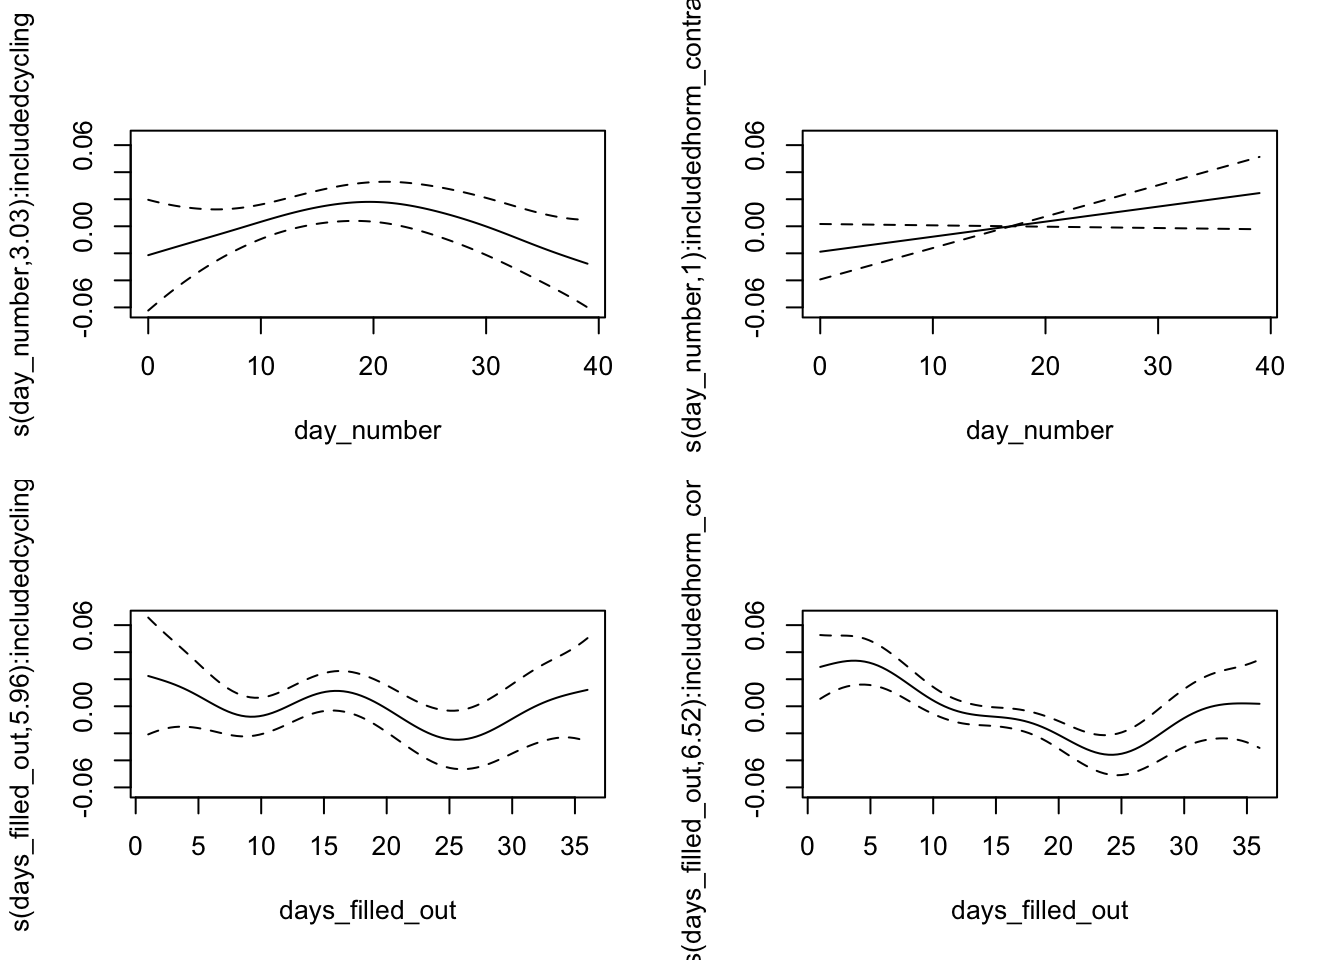 s(day_number,3.03):includedcycling
0.06
0.00
-0.06
0 10 20 30 40
day_number
s(day_number,1):includedhorm_contra
0.06
0.00
-0.06
0 10 20 30 40
day_number
s(days_filled_out,5.96):includedcycling
0.06
0.00
-0.06
0 5 10 15 20 25 30 35
days_filled_out
s(days_filled_out,6.52):includedhorm_cor
0.06
0.00
-0.06
0 5 10 15 20 25 30 35
days_filled_out